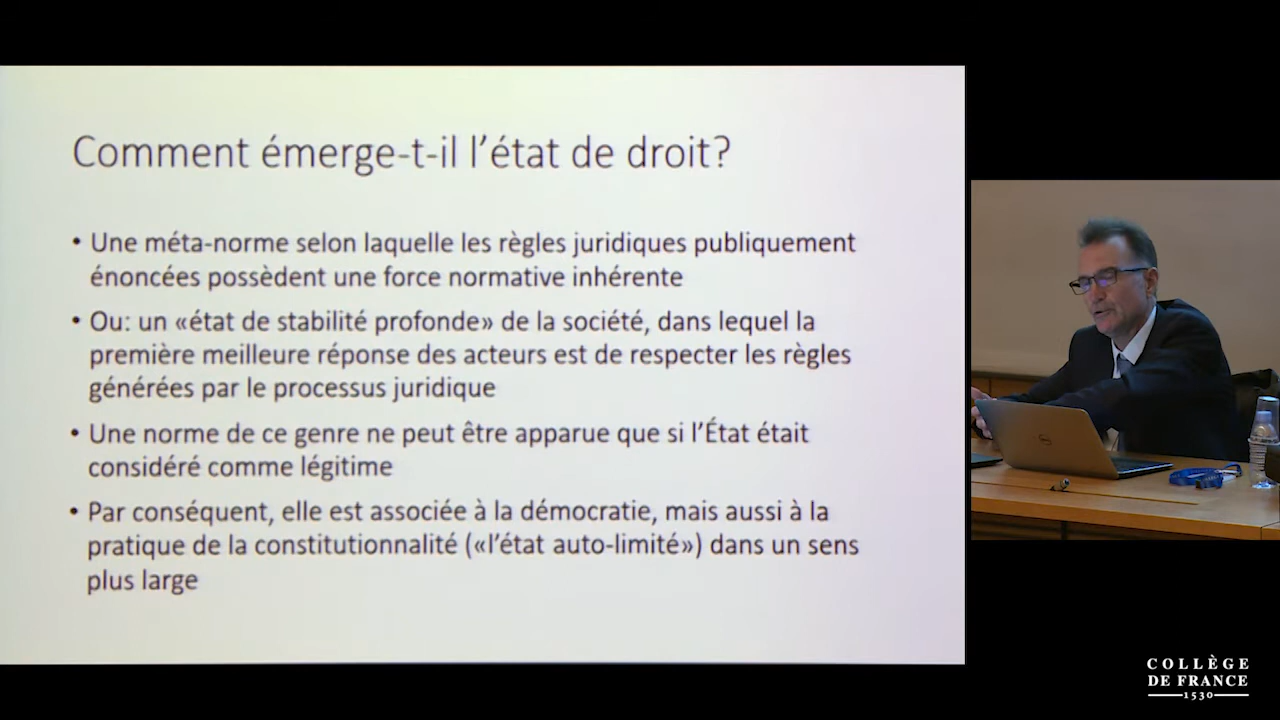 Comment émerge-t-il l’état de droit?
• Une méta-norme selon laquelle les règles juridiques publiquement
énoncées possèdent une force normative inhérente
• Ou: un «état de stabilité profonde» de la société, dans lequel la
première meilleure réponse des acteurs est de respecter les règles
générées par le processus juridique
• Une norme de ce genre ne peut être apparue que si l’État était
considéré comme légitime
• Par conséquent, elle est associée à la démocratie, mais aussi à la
pratique de la constitutionnalité («l’état auto-limité») dans un sens
plus large
COLLÈGE
DE FRANCE
1530